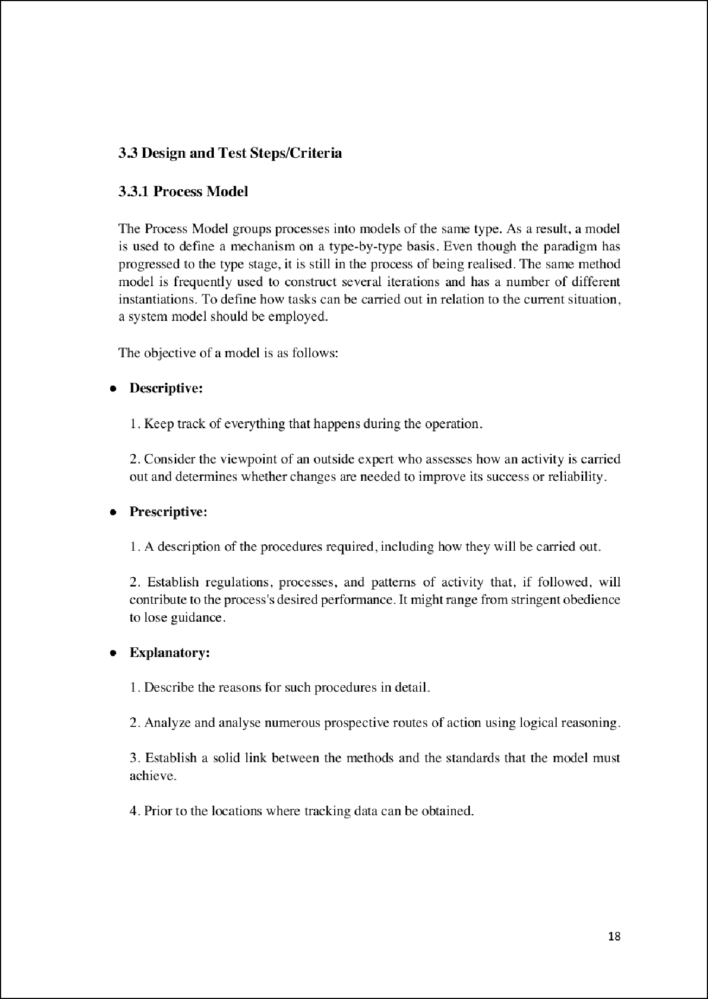 3.3 Design and Test Steps/Criteria
3.3.1 Process Model
The Process Model groups processes into models of the same type. As a result, a model
is used to define a mechanism on a type-by-type basis. Even though the paradigm has
progressed to the type stage, it is still in the process of being realised. The same method
model is frequently used to construct several iterations and has a number of different
instantiations. To define how tasks can be carried out in relation to the current situation,
a system model should be employed.
The objective of a model is as follows:
● Descriptive:
1. Keep track of everything that happens during the operation.
2. Consider the viewpoint of an outside expert who assesses how an activity is carried
out and determines whether changes are needed to improve its success or reliability.
● Prescriptive:
1. A description of the procedures required, including how they will be carried out.
2. Establish regulations, processes, and patterns of activity that, if followed, will
contribute to the process's desired performance. It might range from stringent obedience
to lose guidance.
● Explanatory:
1. Describe the reasons for such procedures in detail.
2. Analyze and analyse numerous prospective routes of action using logical reasoning.
3. Establish a solid link between the methods and the standards that the model must
achieve.
4. Prior to the locations where tracking data can be obtained.
18